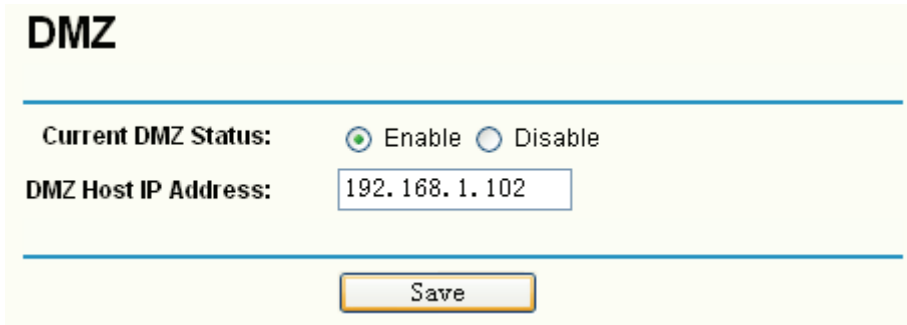 DMZ
Current DMZ Status: Enable Disable
DMZ Host IP Address: 192.168.1.102
Save